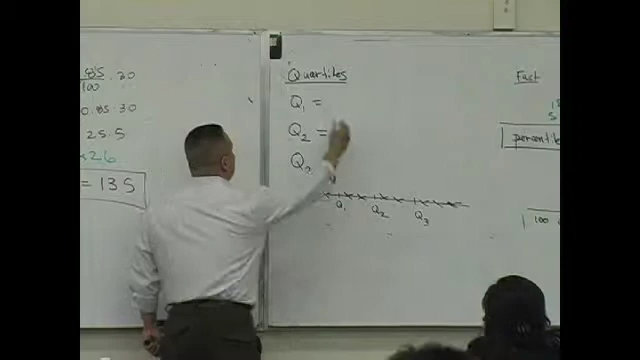 .85 . 30
100
0.85.30
25.5
26
= 135
Quartiles
Q1 =
Q2 =
Q3
Q1 Q2 Q3
Fact
percentile
100